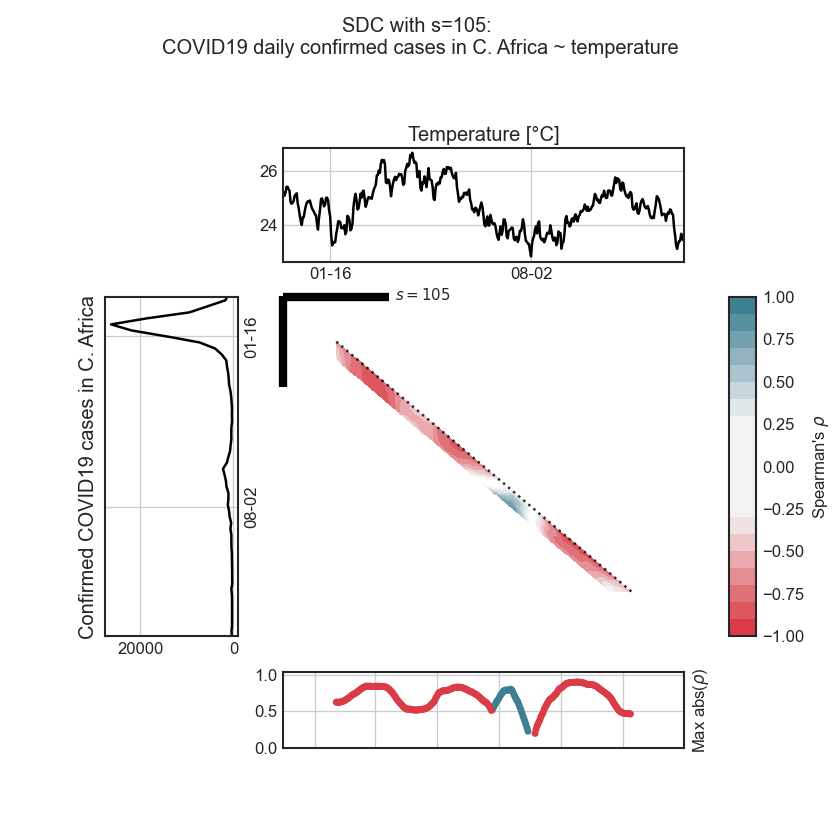 SDC with s=105:
COVID19 daily confirmed cases in C. Africa ~ temperature
Temperature [°C]
26
24
01-16
08-02
s = 105
Confirmed COVID19 cases in C. Africa
01-16
08-02
20000
0
1.00
0.75
0.50
0.25
0.00
−0.25
−0.50
−0.75
−1.00
Spearman's ρ
1.0
0.5
0.0
Max abs(ρ)